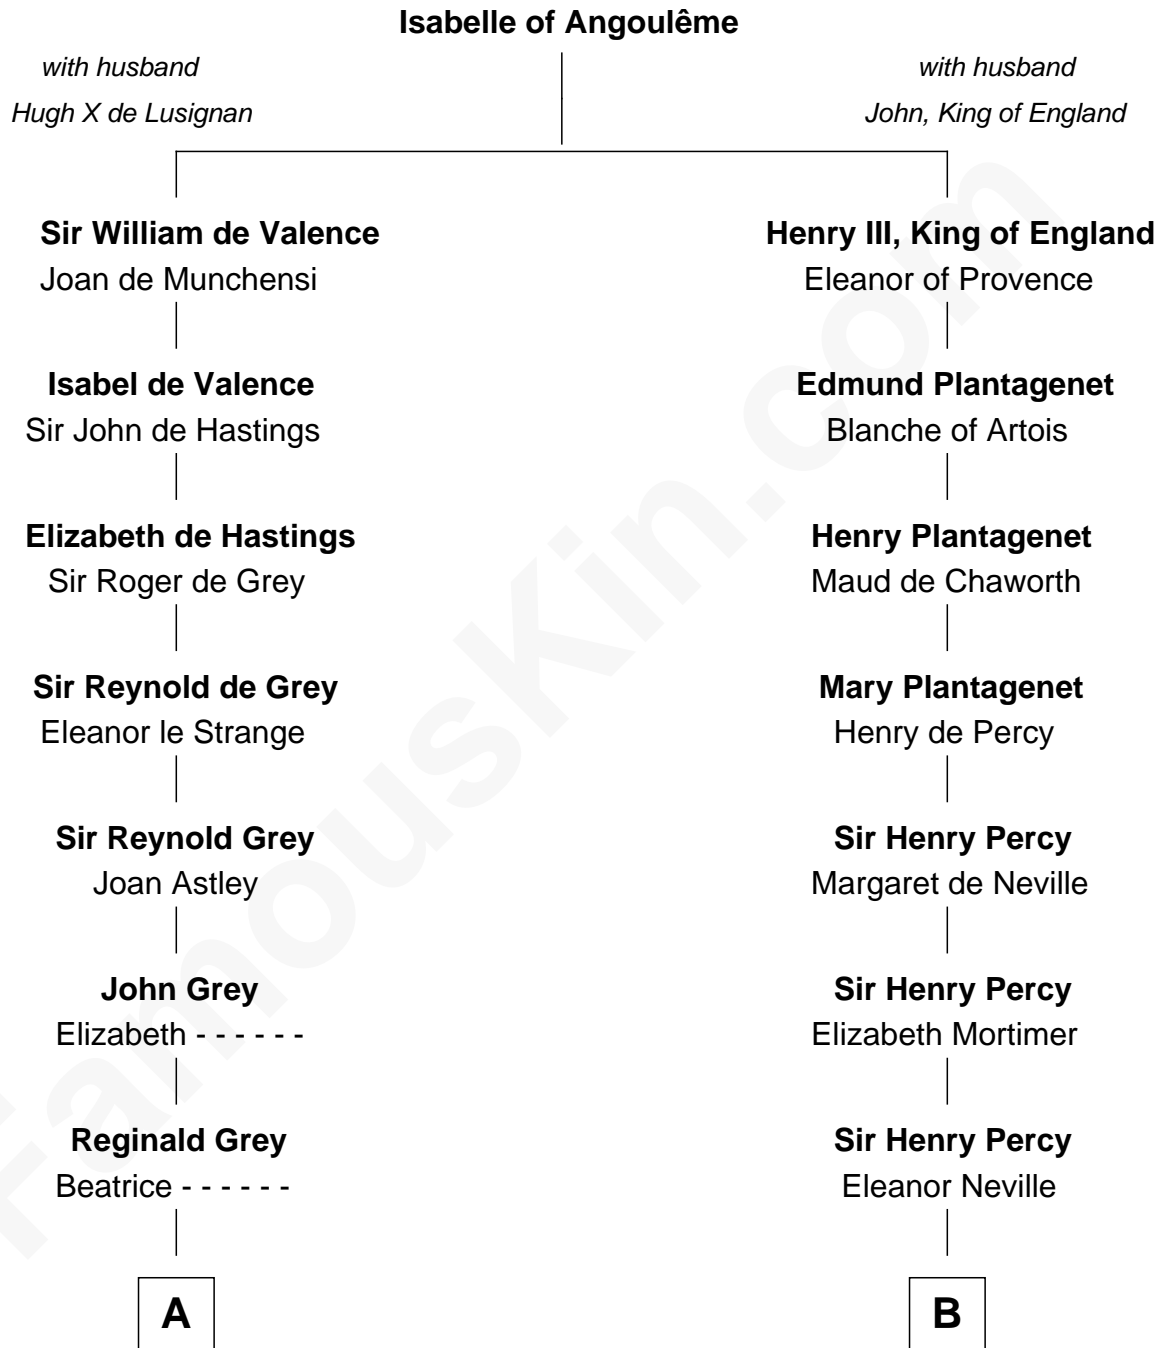 Isabelle of Angoulême
with husband
Hugh X de Lusignan
with husband
John, King of England
Sir William de Valence
Joan de Munchensi
Henry III, King of England
Eleanor of Provence
Isabel de Valence
Sir John de Hastings
Edmund Plantagenet
Blanche of Artois
Elizabeth de Hastings
Sir Roger de Grey
Henry Plantagenet
Maud de Chaworth
Sir Reynold de Grey
Eleanor le Strange
Mary Plantagenet
Henry de Percy
Sir Reynold Grey
Joan Astley
Sir Henry Percy
Margaret de Neville
John Grey
Elizabeth - - - - - -
Sir Henry Percy
Elizabeth Mortimer
Reginald Grey
Beatrice - - - - - -
Sir Henry Percy
Eleanor Neville
A
B
FamousKin.com